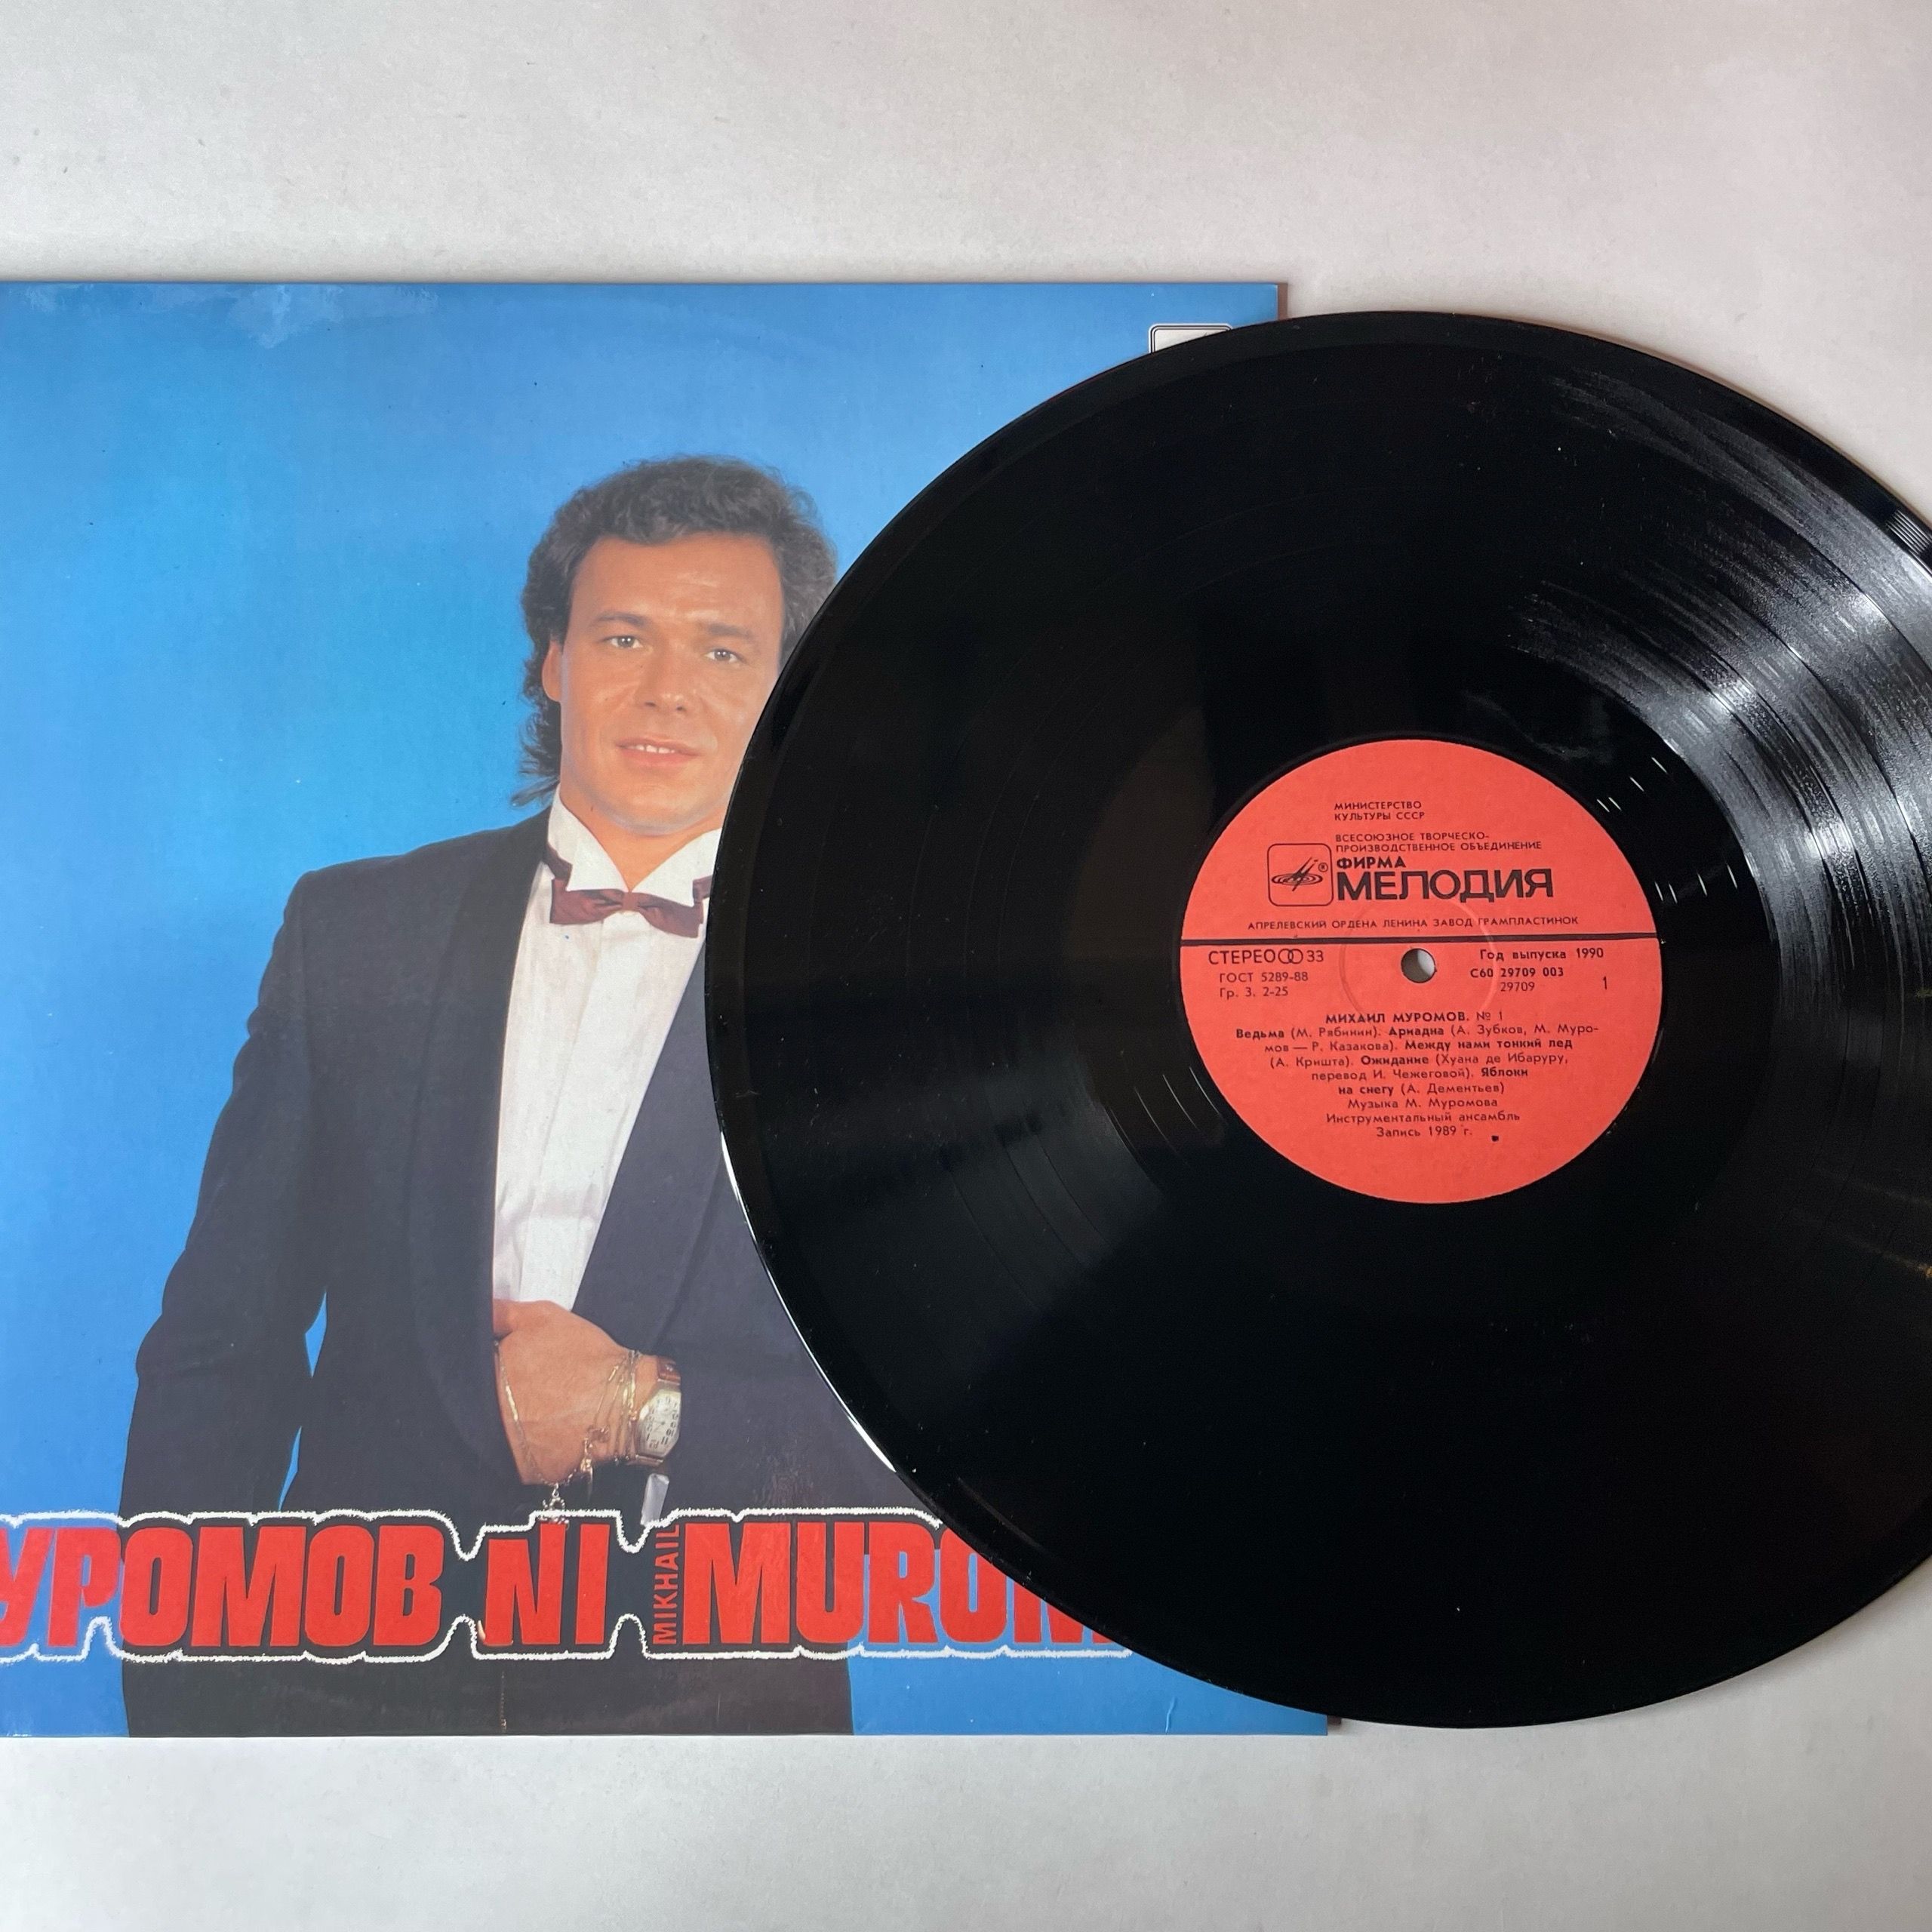 МИНИСТЕРСТВО
КУЛЬТУРЫ СССР
ВСЕСОЮЗНОЕ ТВОРЧЕСКО-
ПРОИЗВОДСТВЕННОЕ ОБЪЕДИНЕНИЕ
ФИРМА
® МЕЛОДИЯ
АПРЕЛЕВСКИЙ ОРДЕНА ЛЕНИНА ЗАВОД ГРАМПЛАСТИНОК
СТЕРЕО 33
ГОСТ 5289-88
Гр. 3. 2-25
Год выпуска 1990
С60 29709 003
29709
1
МИХАИЛ МУРОМОВ. № 1
Ведьма (М. Рябинин). Ариадна (А. Зубков, М. Муро-
мов — Р. Казакова). Между нами тонкий лед
(А. Кришта). Ожидание (Хуана де Ибаруру,
перевод И. Чежеговой). Яблоки
на снегу (А. Дементьев)
Музыка М. Муромова
Инструментальный ансамбль
Запись 1989 г.
УРОМОВ N1 MIKHAIL MUROM